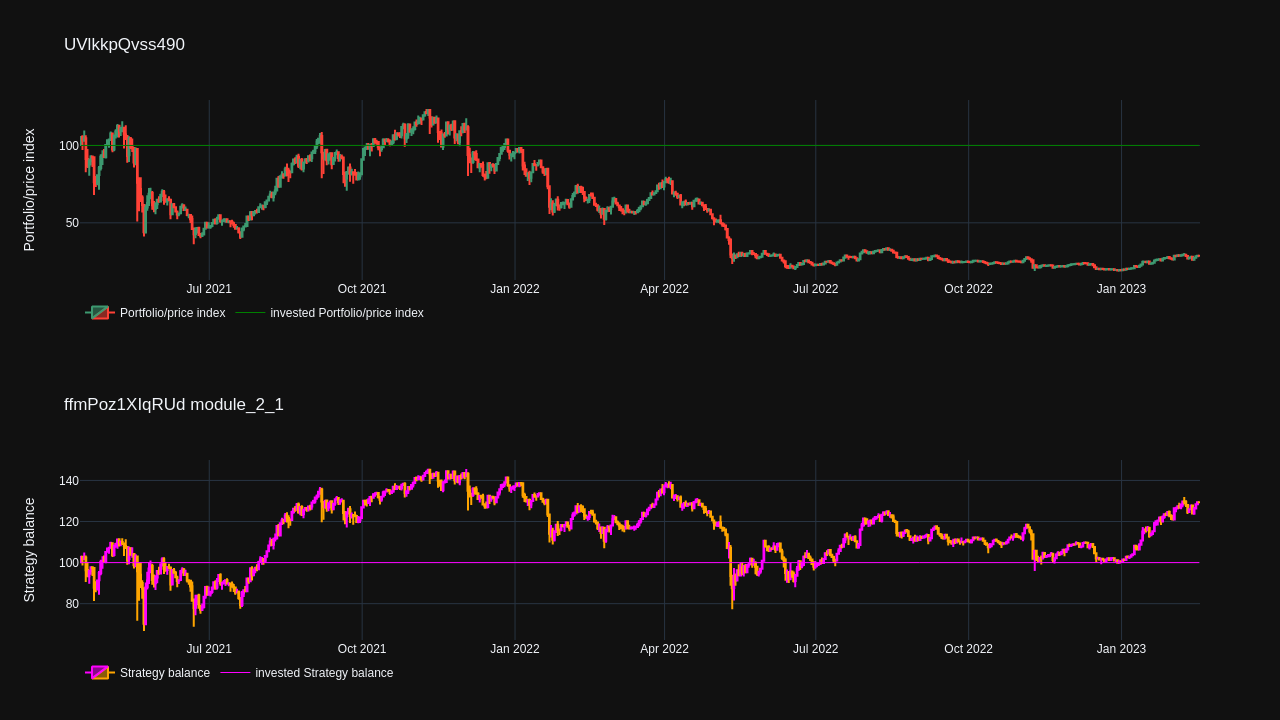 UVlkkpQvss490
Portfolio/price index
100
50
Jul 2021
Oct 2021
Jan 2022
Apr 2022
Jul 2022
Oct 2022
Jan 2023
Portfolio/price index
invested Portfolio/price index
ffmPoz1XIqRUd module_2_1
Strategy balance
140
120
100
80
Jul 2021
Oct 2021
Jan 2022
Apr 2022
Jul 2022
Oct 2022
Jan 2023
Strategy balance
invested Strategy balance